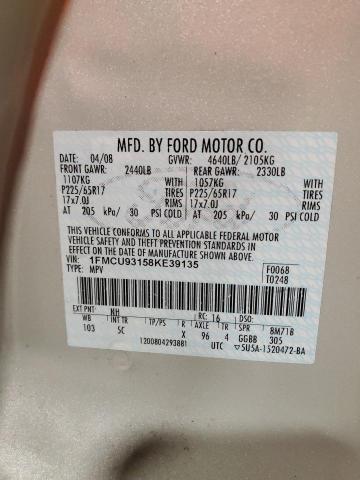 MFD. BY FORD MOTOR CO.
DATE: 04/08 GVWR: 4640LB/ 2105KG
FRONT GAWR: 2440LB REAR GAWR: 2330LB
1107KG WITH 1057KG WITH
P225/65R17 TIRES P225/65R17 TIRES
17x7.0J RIMS 17x7.0J RIMS
AT 205 kPa/ 30 PSI COLD AT 205 kPa/ 30 PSI COLD
THIS VEHICLE CONFORMS TO ALL APPLICABLE FEDERAL MOTOR
VEHICLE SAFETY AND THEFT PREVENTION STANDARDS IN EFFECT ON
THE DATE OF MANUFACTURE SHOWN ABOVE.
VIN: 1FMCU93158KE39135 F0068
TYPE: MPV T0248
EXT PNT: NH RC: 16 DSO:
WB INT TR TP/PS R AXLE TR SPR 8M71B
103 5C X 96 4 GGBB 305
1200804293881 UTC ▽5U5A-1520472-BA